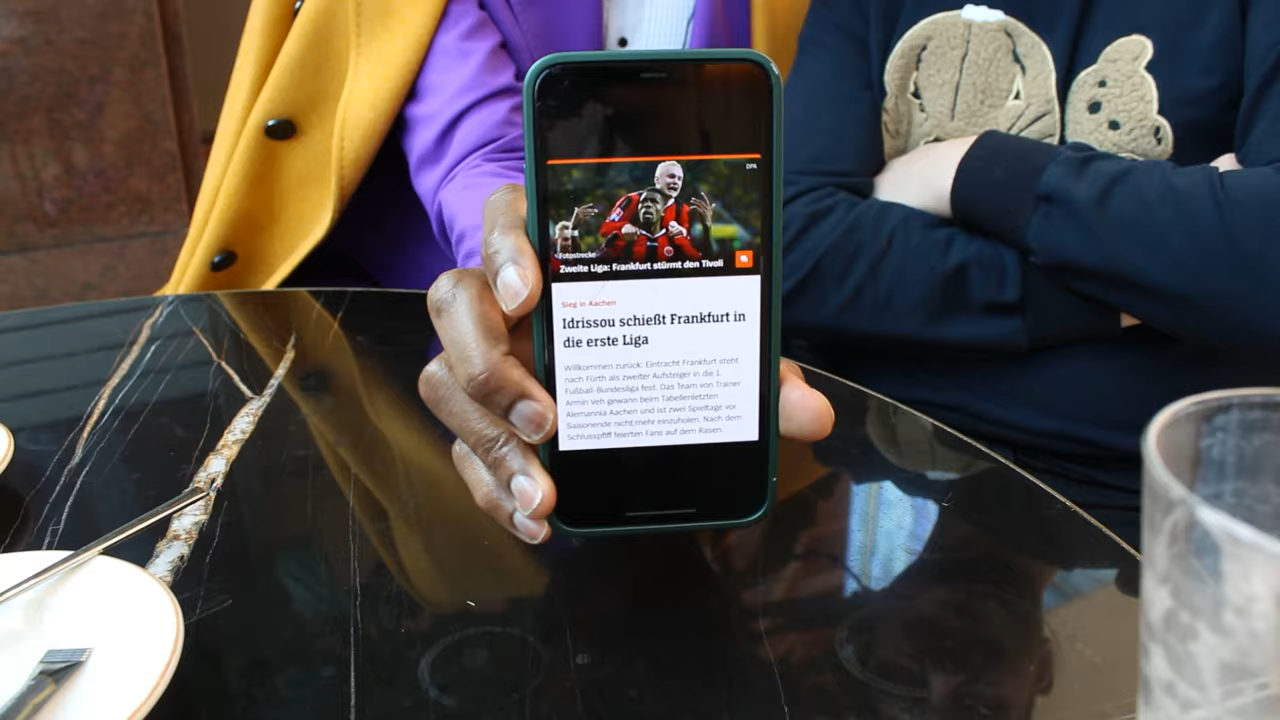 DPA
Fotostrecke
Zweite Liga: Frankfurt stürmt den Tivoli
Sieg in Aachen
Idrissou schießt Frankfurt in
die erste Liga
Willkommen zurück: Eintracht Frankfurt steht
nach Fürth als zweiter Aufsteiger in die 1.
Fußball-Bundesliga fest. Das Team von Trainer
Armin Veh gewann beim Tabellenletzten
Alemannia Aachen und ist zwei Spieltage vor
Saisonende nicht mehr einzuholen. Nach dem
Schlusspfiff feierten Fans auf dem Rasen.